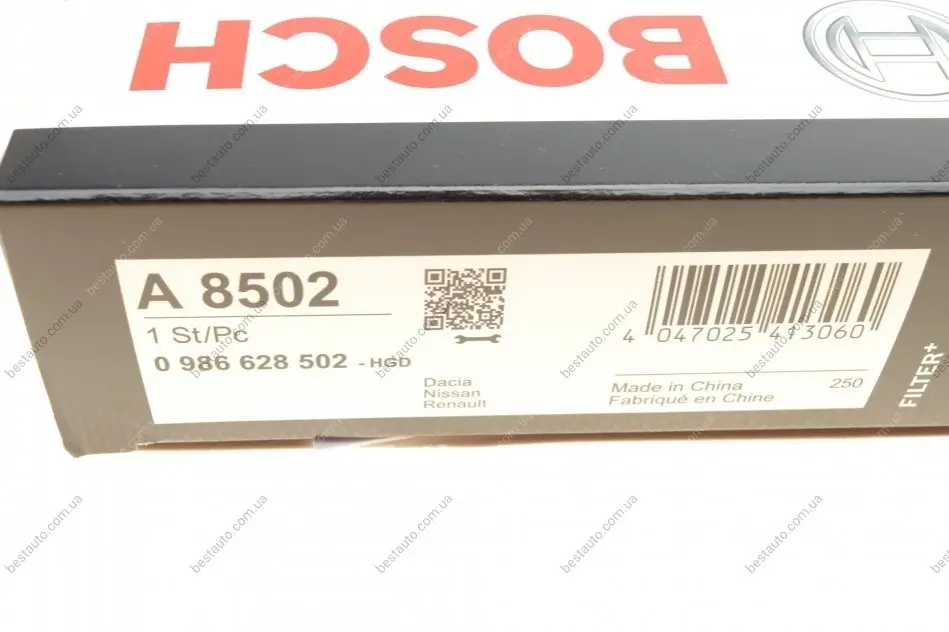 BOSCH
A 8502
1 St/Pc
0 986 628 502 - HGD
Dacia
Nissan
Renault
4 047025 413060
Made in China
Fabriqué en Chine
250
FILTER+
bestauto.com.ua